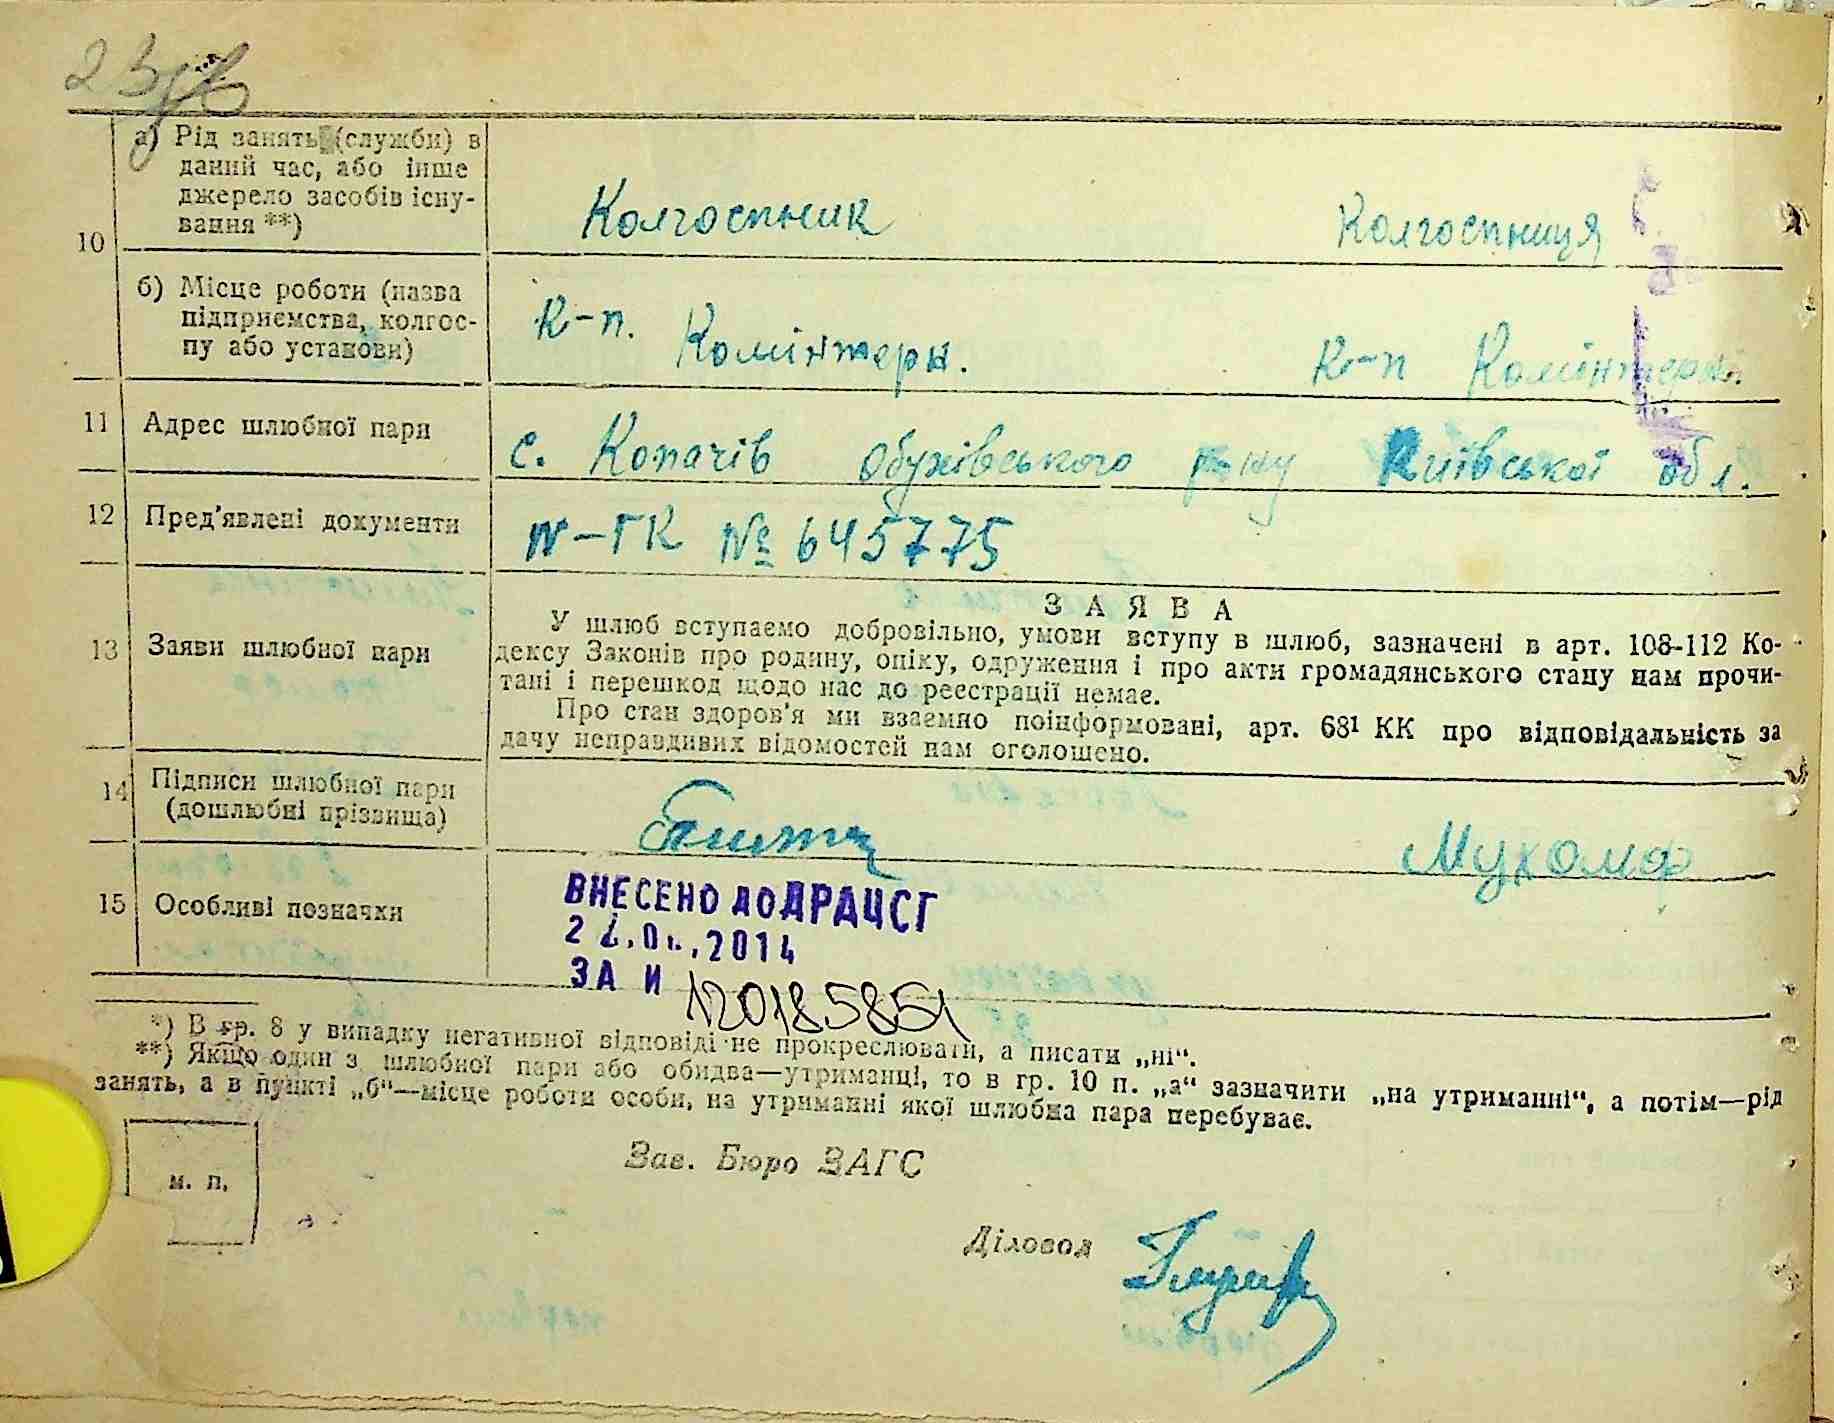 23
10
а) Рід занять (службн) в
даний час, або інше
джерело засобів існу-
вання **)
Колгоспник Колгоспниця
б) Місце роботи (назва
підприємства, колгос-
пу або установи)
к-п. Комінтерн. к-п Комінтерн
11 Адрес шлюбної пари
с. Копачів Обухівського р-ну Київської обл.
12 Пред'явлені документи
№ 645775
13 Заяви шлюбної пари
ЗАЯВА
У шлюб вступаємо добровільно, умови вступу в шлюб, зазначені в арт. 108-112 Ко-
дексу Законів про родину, опіку, одруження і про акти громадянського стану нам прочи-
тані і перешкод щодо нас до реєстрації немає.
Про стан здоров'я ми взаємно поінформовані, арт. 68¹ КК про відповідальність за
дачу неправдивих відомостей нам оголошено.
14 Підписи шлюбної пари
(дошлюбні прізвища)
15 Особливі позначки
ВНЕСЕНО до ДРАЦСГ
2014
ЗА И 120185851
*) В гр. 8 у випадку негативної відповіді не прокреслювати, а писати „ні“.
**) Якщо один з шлюбної пари або обидва—утриманці, то в гр. 10 п. „а“ зазначити „на утриманні“, а потім—рід
занять, а в пункті „б“—місце роботи особи, на утриманні якої шлюбна пара перебуває.
м. п.
Зав. Бюро ЗАГС
Діловод